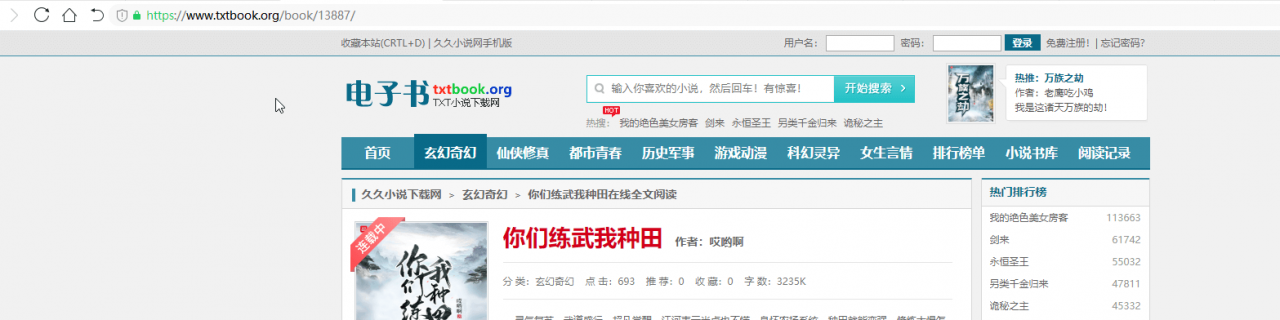 https://www.txtbook.org/book/13887/
收藏本站(CRTL+D) | 久久小说网手机版
用户名： 密码： 登录 免费注册！| 忘记密码?
电子书 txtbook.org
TXT小说下载网
输入你喜欢的小说，然后回车！有惊喜！ 开始搜索
HOT
热搜： 我的绝色美女房客 剑来 永恒圣王 另类千金归来 诡秘之主
万族之劫
热推：万族之劫
作者：老鹰吃小鸡
我是这诸天万族的劫！
首页 玄幻奇幻 仙侠修真 都市青春 历史军事 游戏动漫 科幻灵异 女生言情 排行榜单 小说书库 阅读记录
久久小说下载网 > 玄幻奇幻 > 你们练武我种田在线全文阅读
连载中
你们练
我种田
你们练武我种田 作者：哎哟啊
分 类：玄幻奇幻 点 击：693 推 荐：0 收 藏：0 字 数：3235K
热门排行榜
我的绝色美女房客 113663
剑来 61742
永恒圣王 55032
另类千金归来 47811
诡秘之主 45332